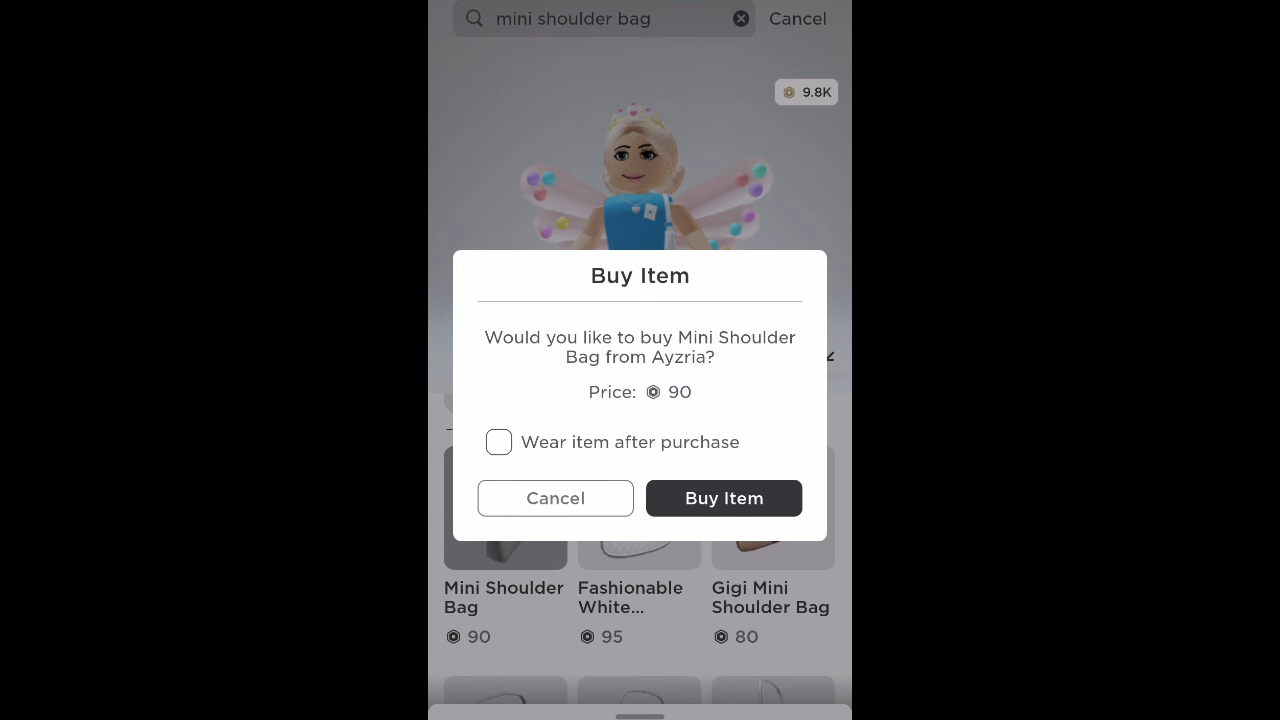 mini shoulder bag
Cancel
9.8K
Buy Item
Would you like to buy Mini Shoulder
Bag from Ayzria?
Price: 90
Wear item after purchase
Cancel
Buy Item
Mini Shoulder
Bag
90
Fashionable
White...
95
Gigi Mini
Shoulder Bag
80